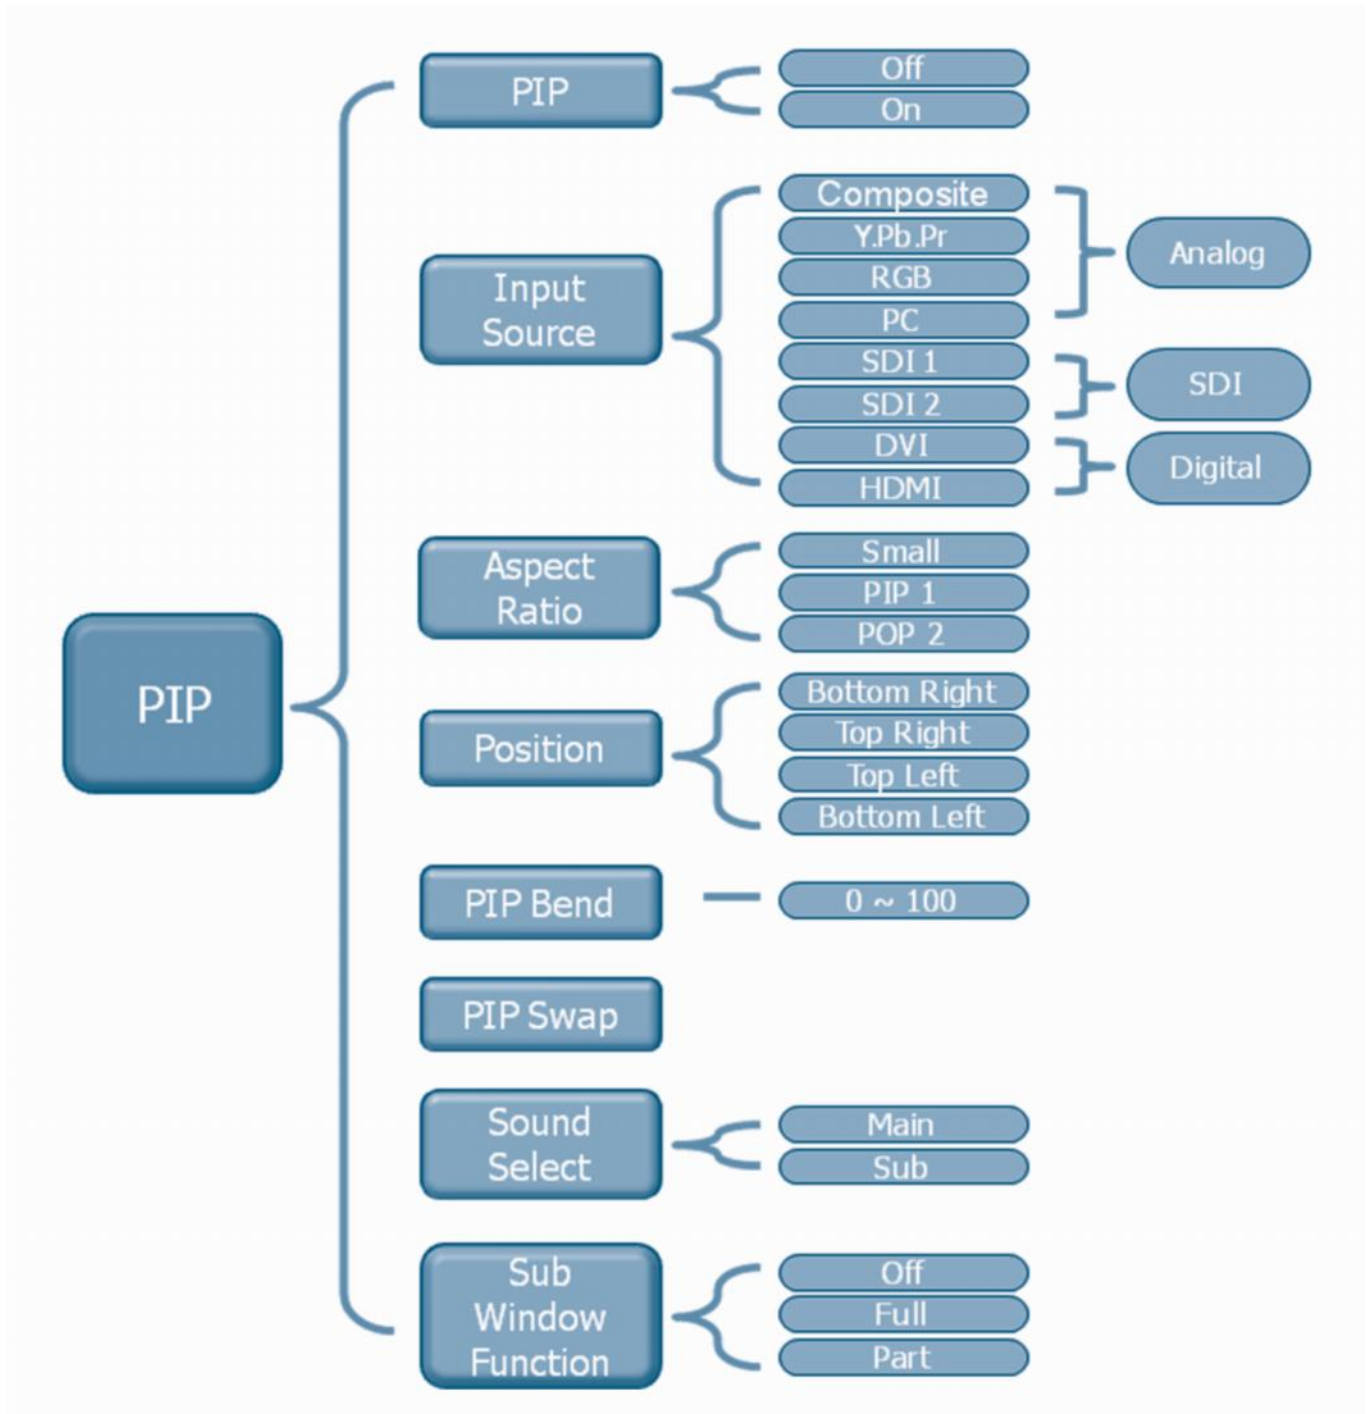 PIP
PIP
Off
On
Input
Source
Composite
Y.Pb.Pr
RGB
PC
SDI 1
SDI 2
DVI
HDMI
Analog
SDI
Digital
Aspect
Ratio
Small
PIP 1
POP 2
Position
Bottom Right
Top Right
Top Left
Bottom Left
PIP Bend
0 ~ 100
PIP Swap
Sound
Select
Main
Sub
Sub
Window
Function
Off
Full
Part